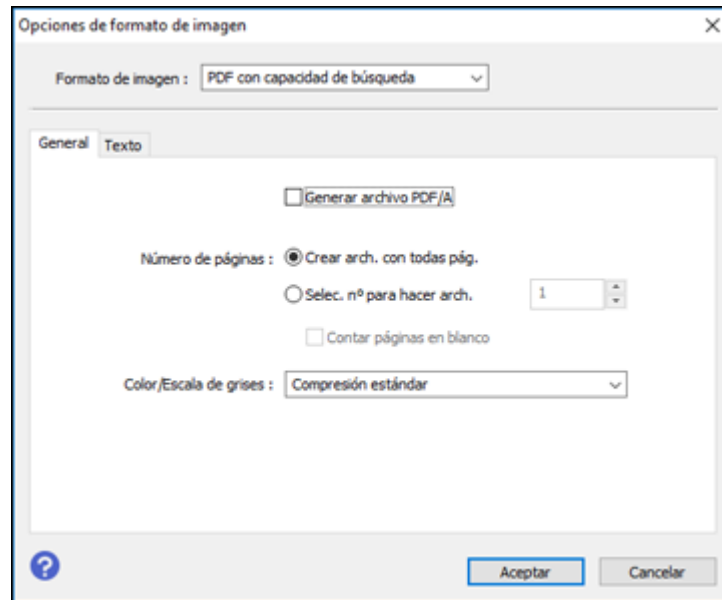 Opciones de formato de imagen
Formato de imagen : PDF con capacidad de búsqueda
General Texto
Generar archivo PDF/A
Número de páginas : Crear arch. con todas pág.
Selec. nº para hacer arch. 1
Contar páginas en blanco
Color/Escala de grises : Compresión estándar
? Aceptar Cancelar